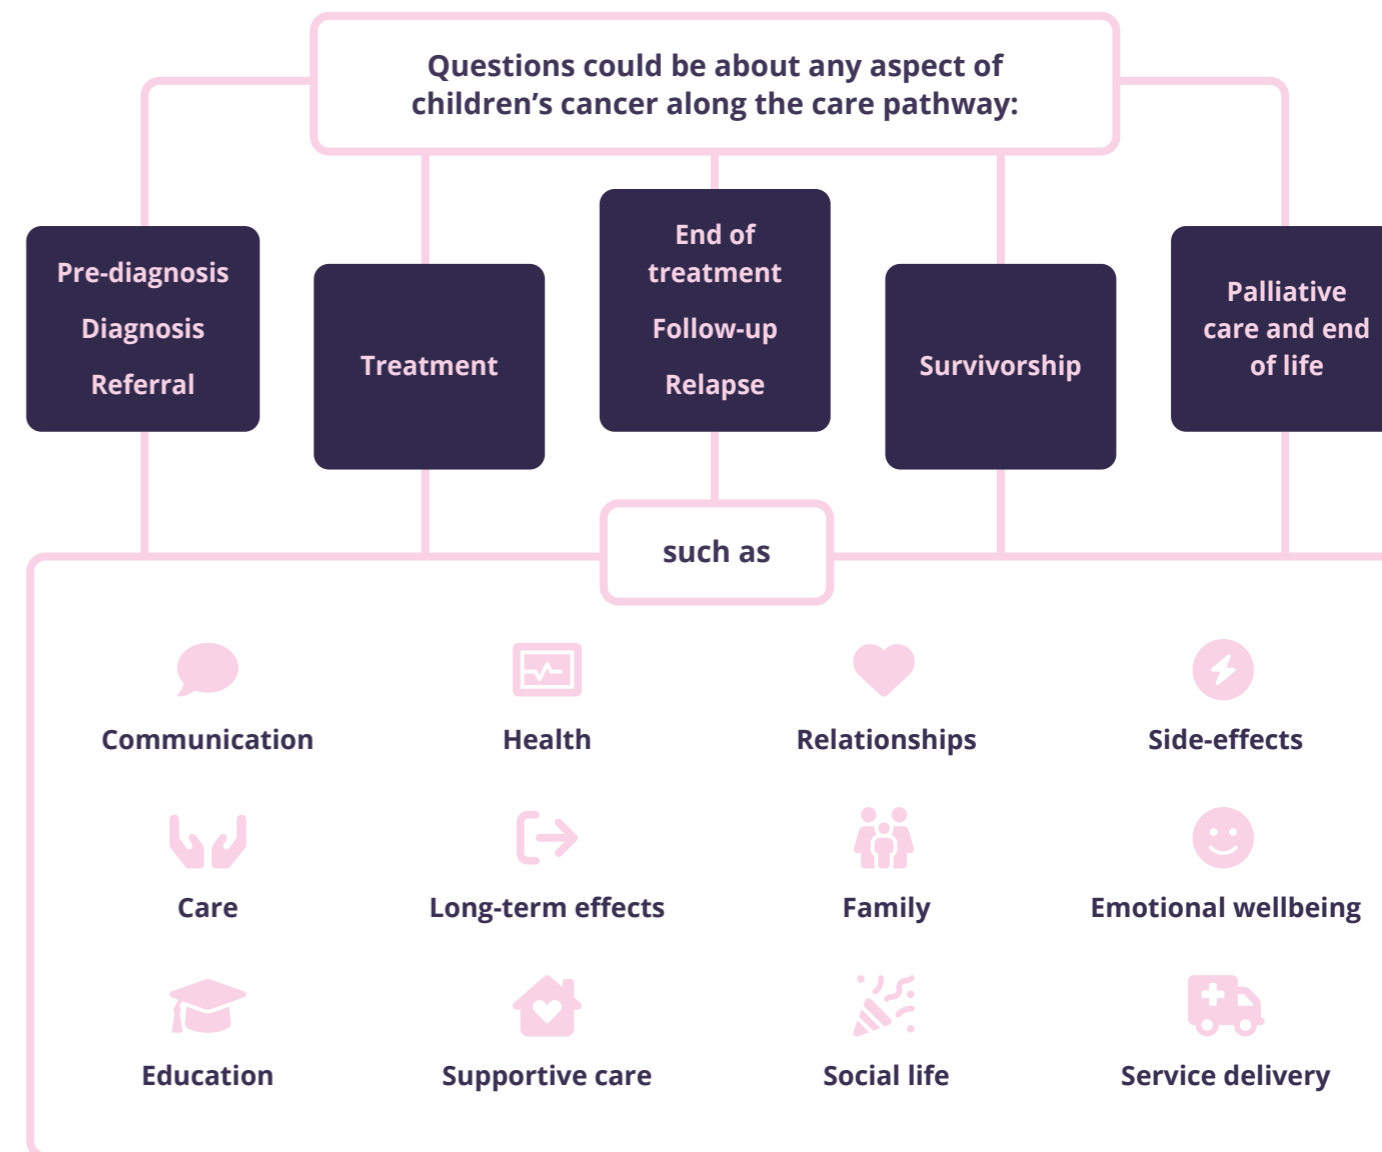 Questions could be about any aspect of
children’s cancer along the care pathway:
Pre-diagnosis
Diagnosis
Referral
Treatment
End of
treatment
Follow-up
Relapse
Survivorship
Palliative
care and end
of life
such as
Communication
Health
Relationships
Side-effects
Care
Long-term effects
Family
Emotional wellbeing
Education
Supportive care
Social life
Service delivery